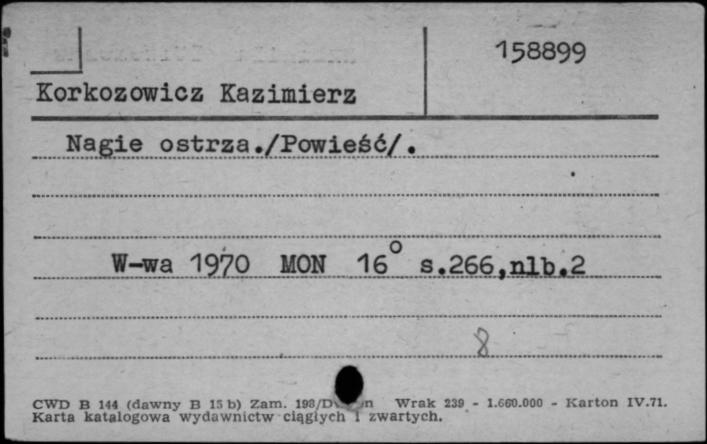 158899
Korkozowicz Kazimierz
Nagie ostrza./Powieść/.
W-wa 1970 MON 16° s.266,nlb.2
8
CWD B 144 (dawny B 15 b) Zam. 198/D Wrak 239 - 1.660.000 - Karton IV.71.
Karta katalogowa wydawnictw ciągłych i zwartych.